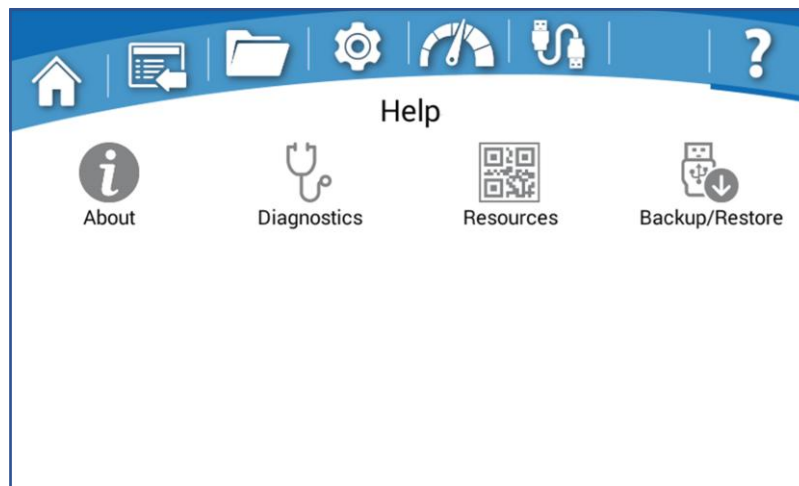 Help
About
Diagnostics
Resources
Backup/Restore